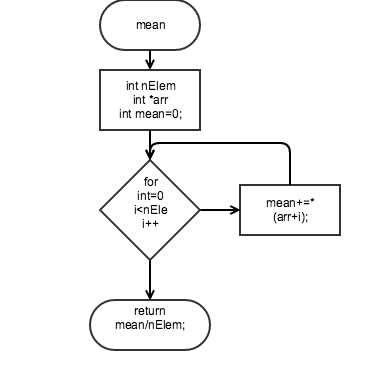 mean
int nElem
int *arr
int mean=0;
for
int=0
i<nEle
i++
mean+=*
(arr+i);
return
mean/nElem;